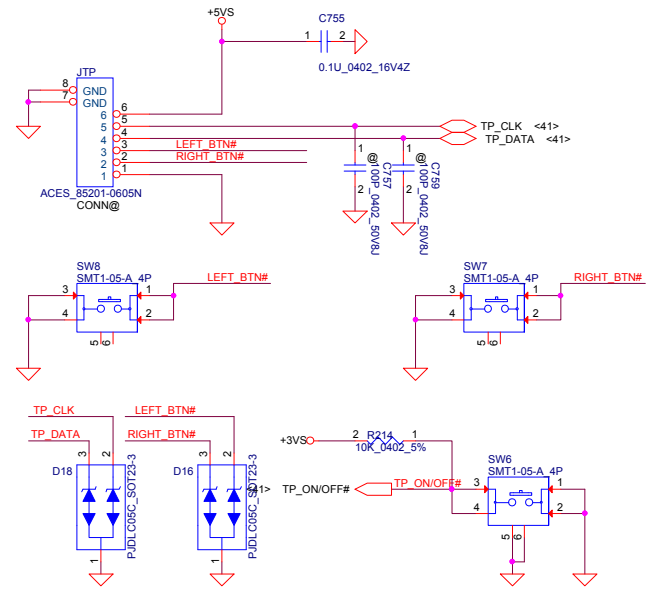 +5VS
C755
1 2
0.1U_0402_16V4Z
JTP
8 GND
7 GND
6 6
5 5
4 4
3 3
2 2
1 1
TP_CLK <41>
TP_DATA <41>
LEFT_BTN#
RIGHT_BTN#
ACES_85201-0605N
CONN@
1
2
@
100P_0402_50V8J
C757
1
2
@
100P_0402_50V8J
C759
SW8
SMT1-05-A_4P
LEFT_BTN#
3 1
4 2
5 6
SW7
SMT1-05-A_4P
RIGHT_BTN#
3 1
4 2
5 6
TP_CLK
TP_DATA
3 2
D18
1
PJDLC05C_SOT23-3
LEFT_BTN#
RIGHT_BTN#
3 2
D16
1
PJDLC05C_SOT23-3
+3VS
2 R214 1
10K_0402_5%
<41> TP_ON/OFF#
TP_ON/OFF#
SW6
SMT1-05-A_4P
3 1
4 2
5 6